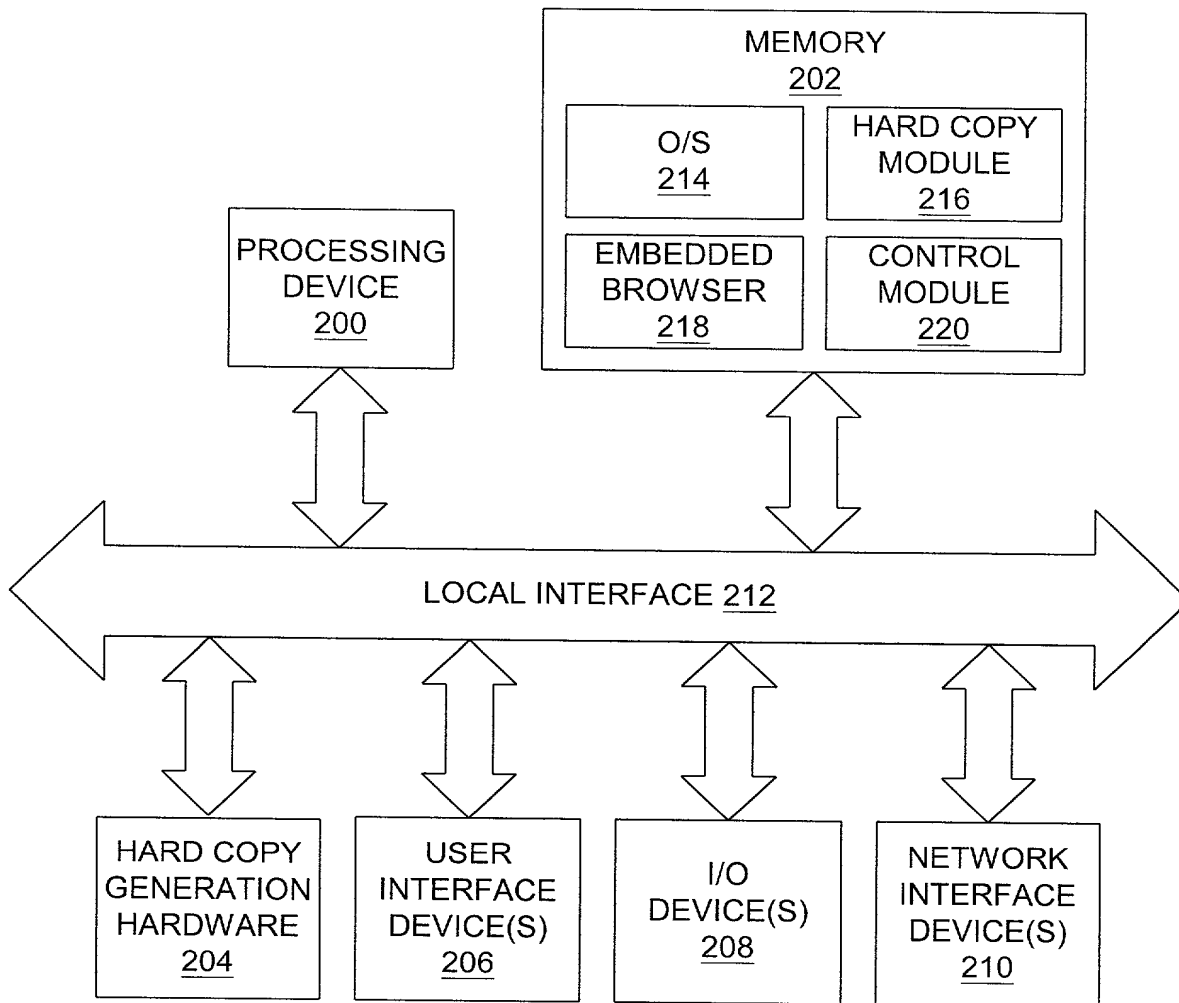 MEMORY
202
O/S
214
HARD COPY
MODULE
216
EMBEDDED
BROWSER
218
CONTROL
MODULE
220
PROCESSING
DEVICE
200
LOCAL INTERFACE 212
HARD COPY
GENERATION
HARDWARE
204
USER
INTERFACE
DEVICE(S)
206
I/O
DEVICE(S)
208
NETWORK
INTERFACE
DEVICE(S)
210